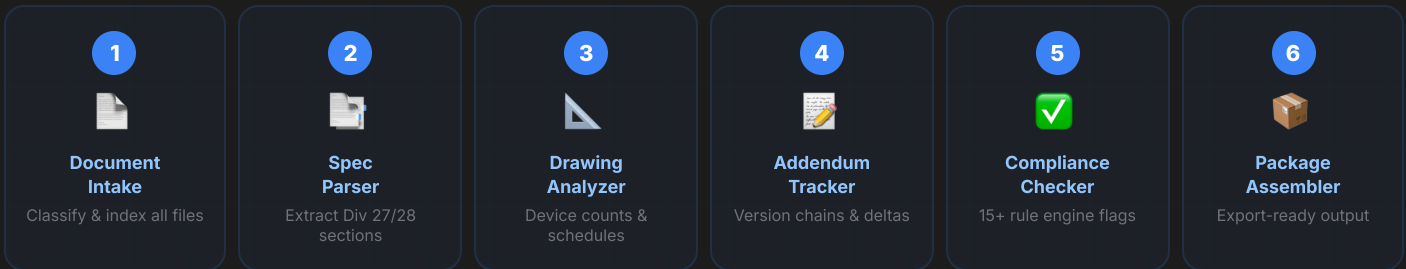 1
Document
Intake
Classify & index all files
2
Spec
Parser
Extract Div 27/28
sections
3
Drawing
Analyzer
Device counts &
schedules
4
Addendum
Tracker
Version chains & deltas
5
Compliance
Checker
15+ rule engine flags
6
Package
Assembler
Export-ready output